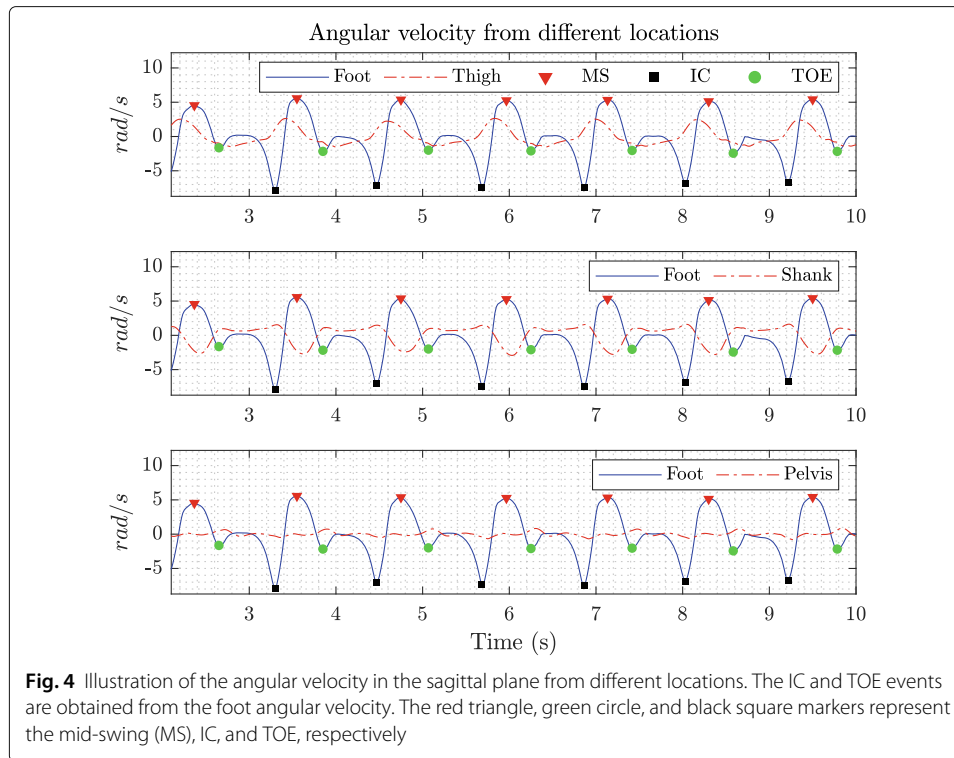 Angular velocity from different locations
10
5
0
-5
rad/s
Foot Thigh MS IC TOE
3 4 5 6 7 8 9 10
10
5
0
-5
rad/s
Foot Shank
3 4 5 6 7 8 9 10
10
5
0
-5
rad/s
Foot Pelvis
3 4 5 6 7 8 9 10
Time (s)
Fig. 4 Illustration of the angular velocity in the sagittal plane from different locations. The IC and TOE events
are obtained from the foot angular velocity. The red triangle, green circle, and black square markers represent
the mid-swing (MS), IC, and TOE, respectively